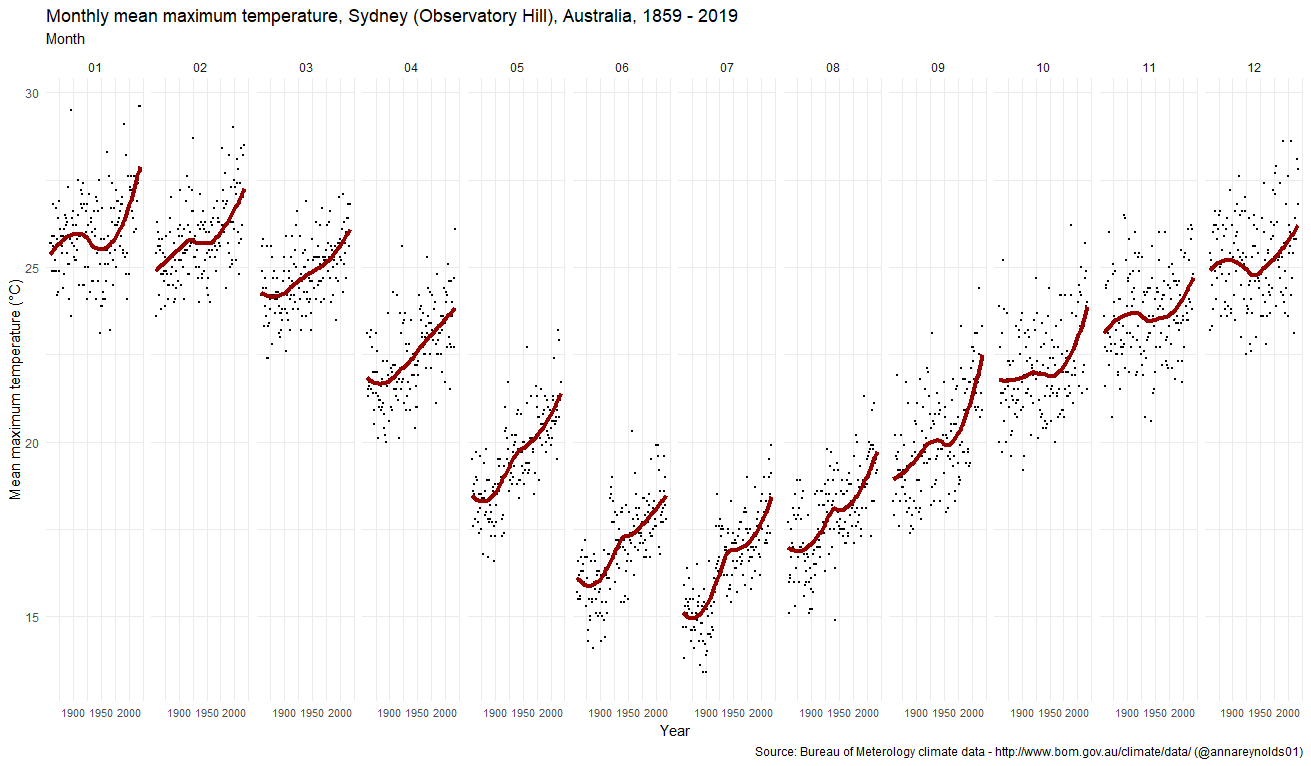 Monthly mean maximum temperature, Sydney (Observatory Hill), Australia, 1859 - 2019
Month
01 02 03 04 05 06 07 08 09 10 11 12
30
25
20
15
Mean maximum temperature (°C)
1900 1950 2000 1900 1950 2000 1900 1950 2000 1900 1950 2000 1900 1950 2000 1900 1950 2000 1900 1950 2000 1900 1950 2000 1900 1950 2000 1900 1950 2000 1900 1950 2000 1900 1950 2000
Year
Source: Bureau of Meterology climate data - http://www.bom.gov.au/climate/data/ (@annareynolds01)